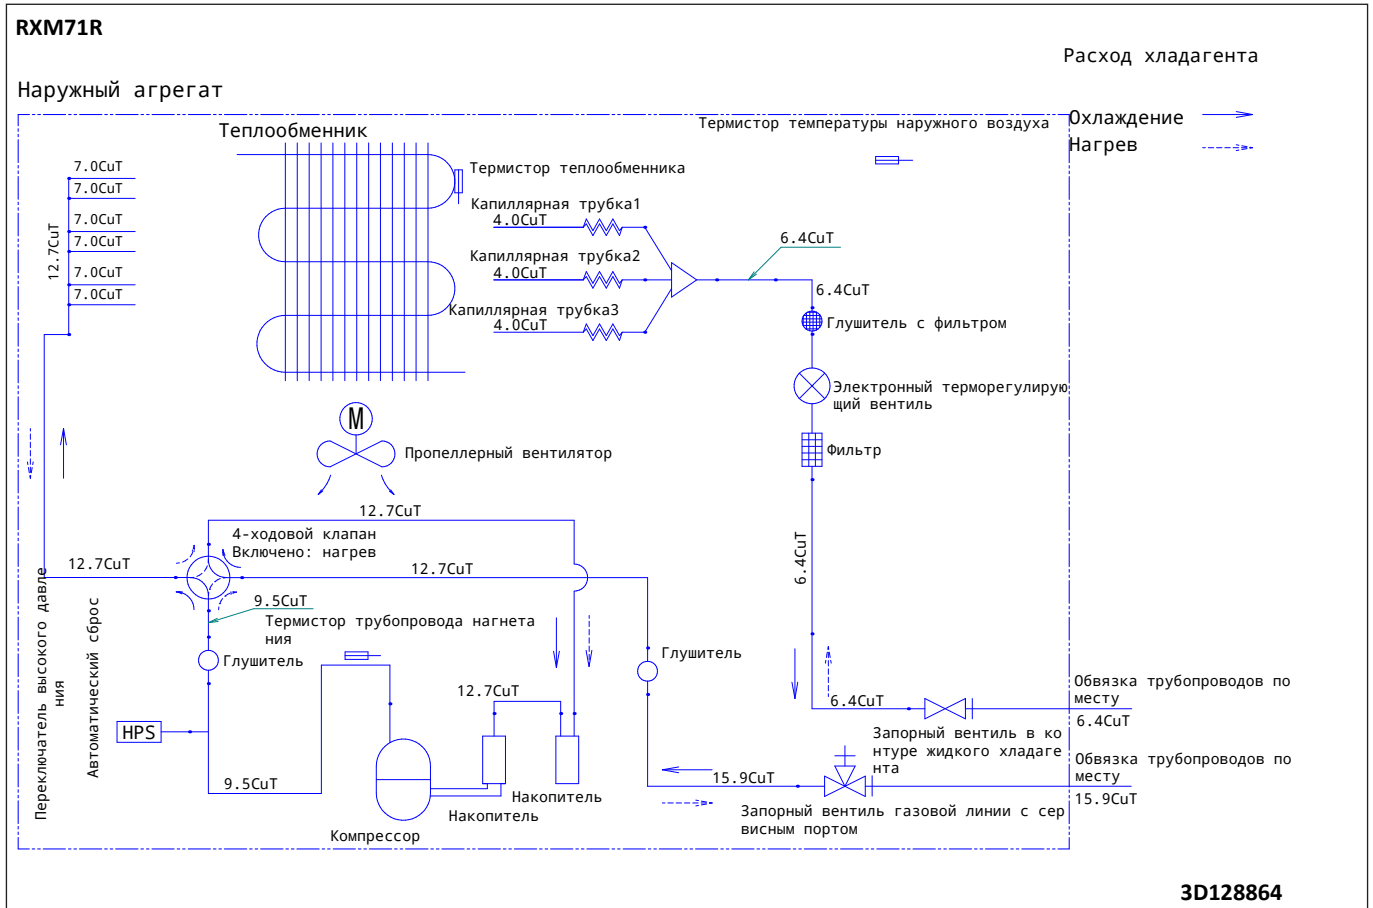 RXM71R
Расход хладагента
Наружный агрегат
Охлаждение
Нагрев
Теплообменник
Термистор температуры наружного воздуха
7.0CuT
7.0CuT
7.0CuT
7.0CuT
7.0CuT
7.0CuT
12.7CuT
Термистор теплообменника
Капиллярная трубка1
4.0CuT
Капиллярная трубка2
4.0CuT
Капиллярная трубка3
4.0CuT
6.4CuT
6.4CuT
Глушитель с фильтром
Электронный терморегулирую
щий вентиль
Фильтр
M
Пропеллерный вентилятор
12.7CuT
4-ходовой клапан
Включено: нагрев
12.7CuT
12.7CuT
6.4CuT
9.5CuT
Термистор трубопровода нагнета
ния
Глушитель
Глушитель
Переключатель высокого давле
ния
Автоматический сброс
HPS
9.5CuT
12.7CuT
Накопитель
Накопитель
Компрессор
6.4CuT
Обвязка трубопроводов по
месту
6.4CuT
Запорный вентиль в ко
нтуре жидкого хладаге
нта
Обвязка трубопроводов по
месту
15.9CuT
15.9CuT
Запорный вентиль газовой линии с сер
висным портом
3D128864